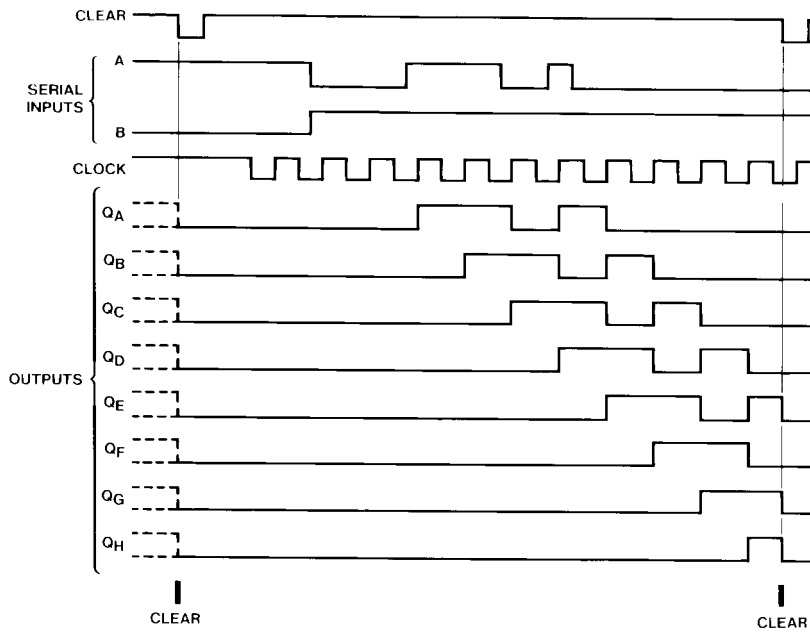 CLEAR
SERIAL
INPUTS
A
B
CLOCK
OUTPUTS
QA
QB
QC
QD
QE
QF
QG
QH
CLEAR
CLEAR